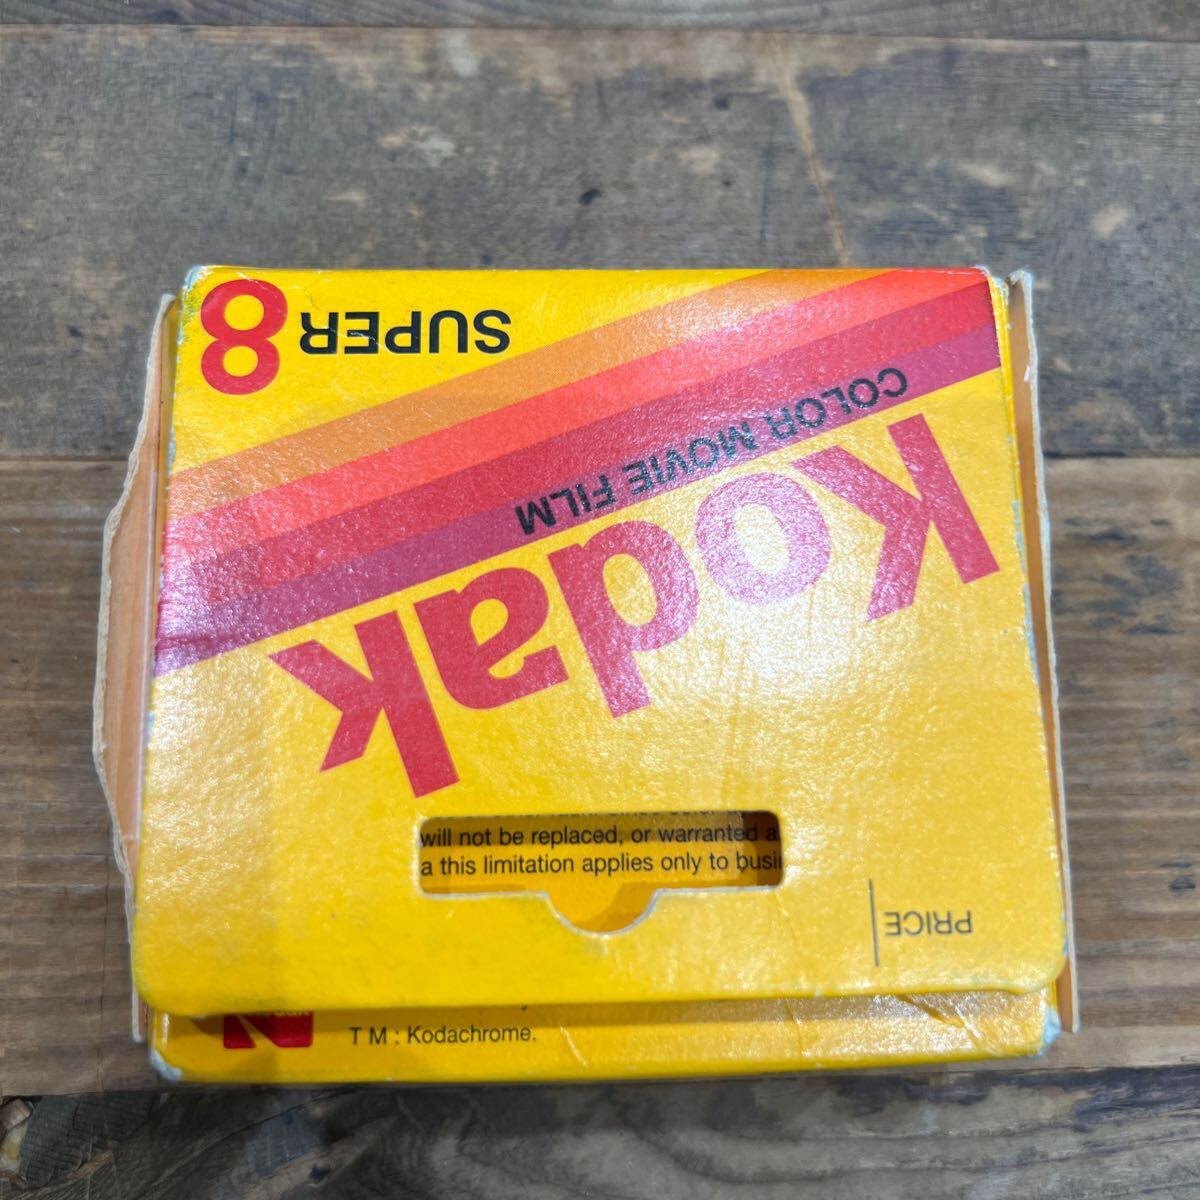 SUPER 8
COLOR MOVIE FILM
Kodak
will not be replaced, or warranted
a this limitation applies only to
PRICE
TM: Kodachrome.